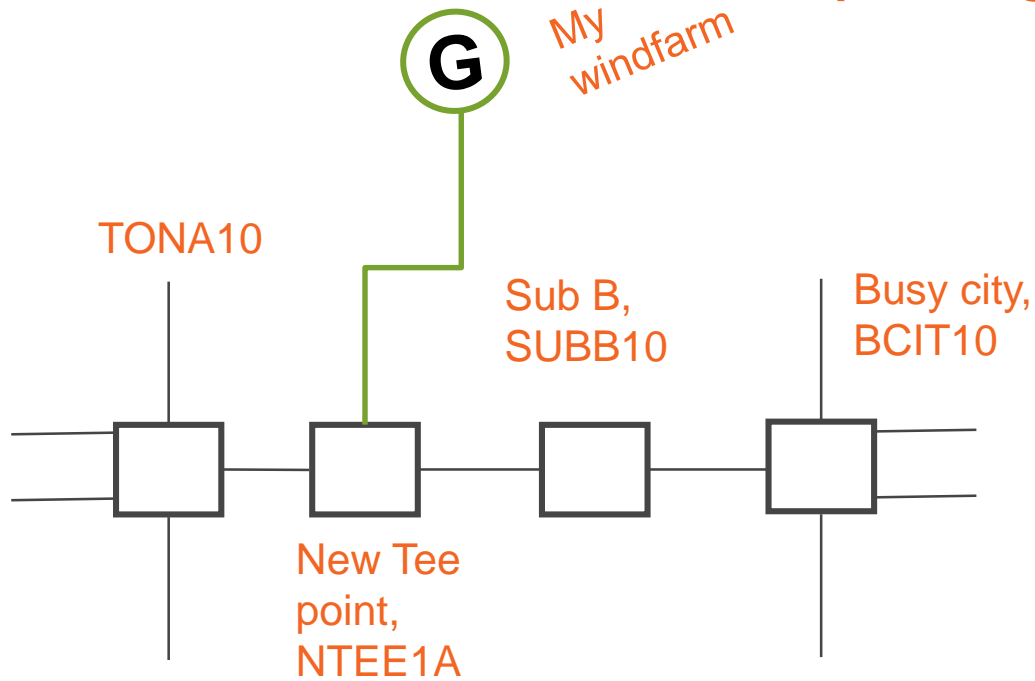 My
windfarm
G
TONA10
Sub B,
SUBB10
Busy city,
BCIT10
New Tee
point,
NTEE1A